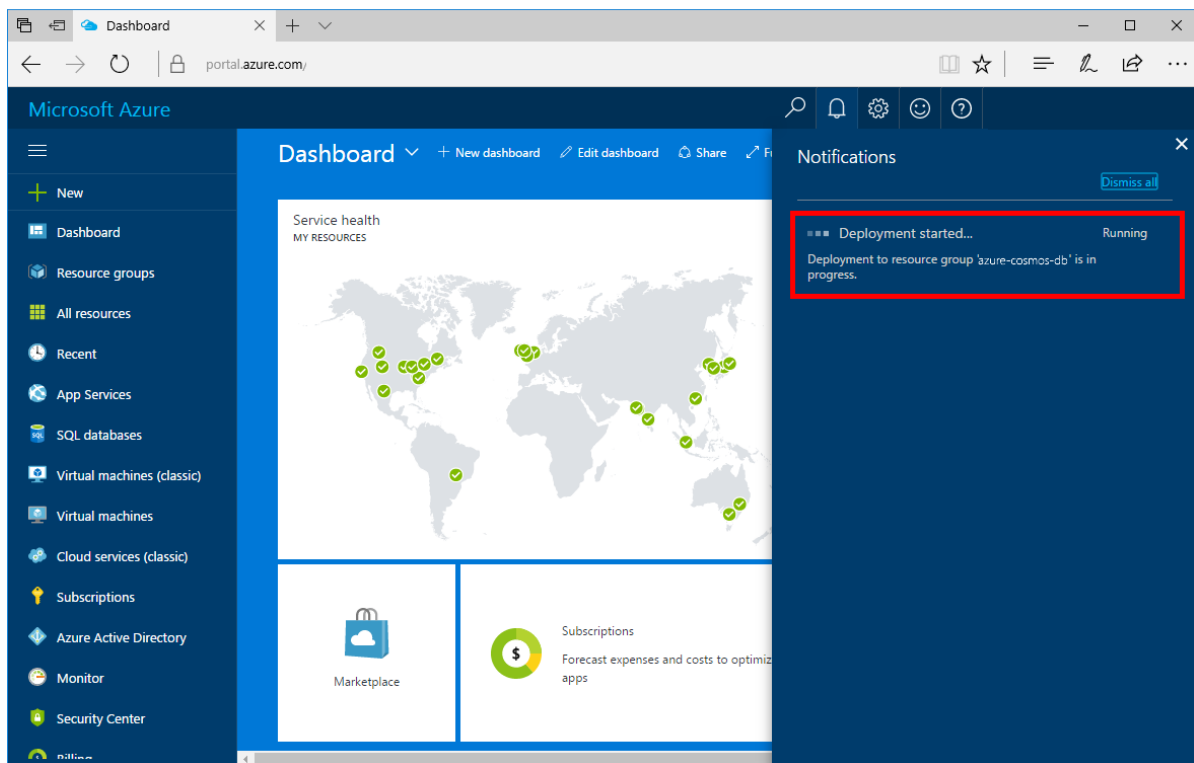 Dashboard
portal.azure.com/
Microsoft Azure
New
Dashboard
Resource groups
All resources
Recent
App Services
SQL databases
Virtual machines (classic)
Virtual machines
Cloud services (classic)
Subscriptions
Azure Active Directory
Monitor
Security Center
Billing
Dashboard
+ New dashboard
Edit dashboard
Share
Service health
MY RESOURCES
Marketplace
Subscriptions
Forecast expenses and costs to optimiz
apps
Notifications
Dismiss all
Deployment started... Running
Deployment to resource group 'azure-cosmos-db' is in
progress.